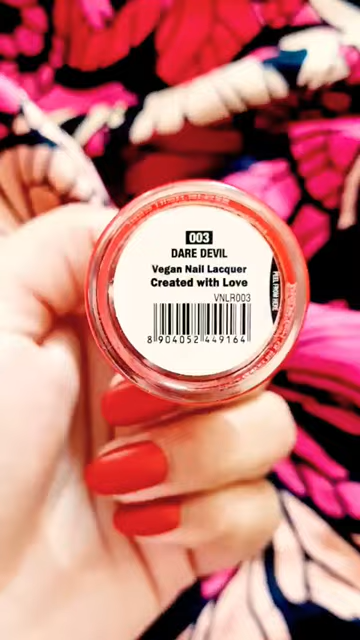 003
DARE DEVIL
Vegan Nail Lacquer
Created with Love
VNLR003
PEEL FROM HERE
8 904052 449164